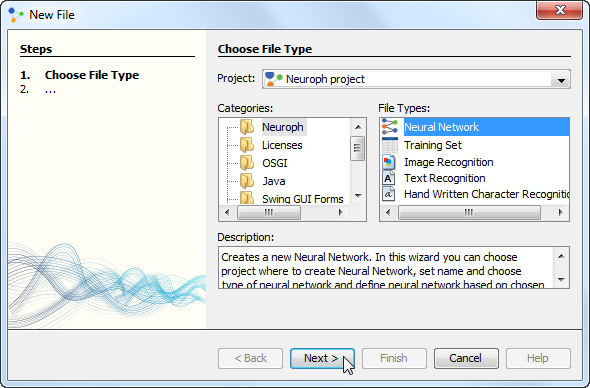 New File
Steps
1. Choose File Type
2. ...
Choose File Type
Project: Neuroph project
Categories:
Neuroph
Licenses
OSGI
Java
Swing GUI Forms
File Types:
Neural Network
Training Set
Image Recognition
Text Recognition
Hand Written Character Recognitio
Description:
Creates a new Neural Network. In this wizard you can choose
project where to create Neural Network, set name and choose
type of neural network and define neural network based on chosen
< Back
Next >
Finish
Cancel
Help